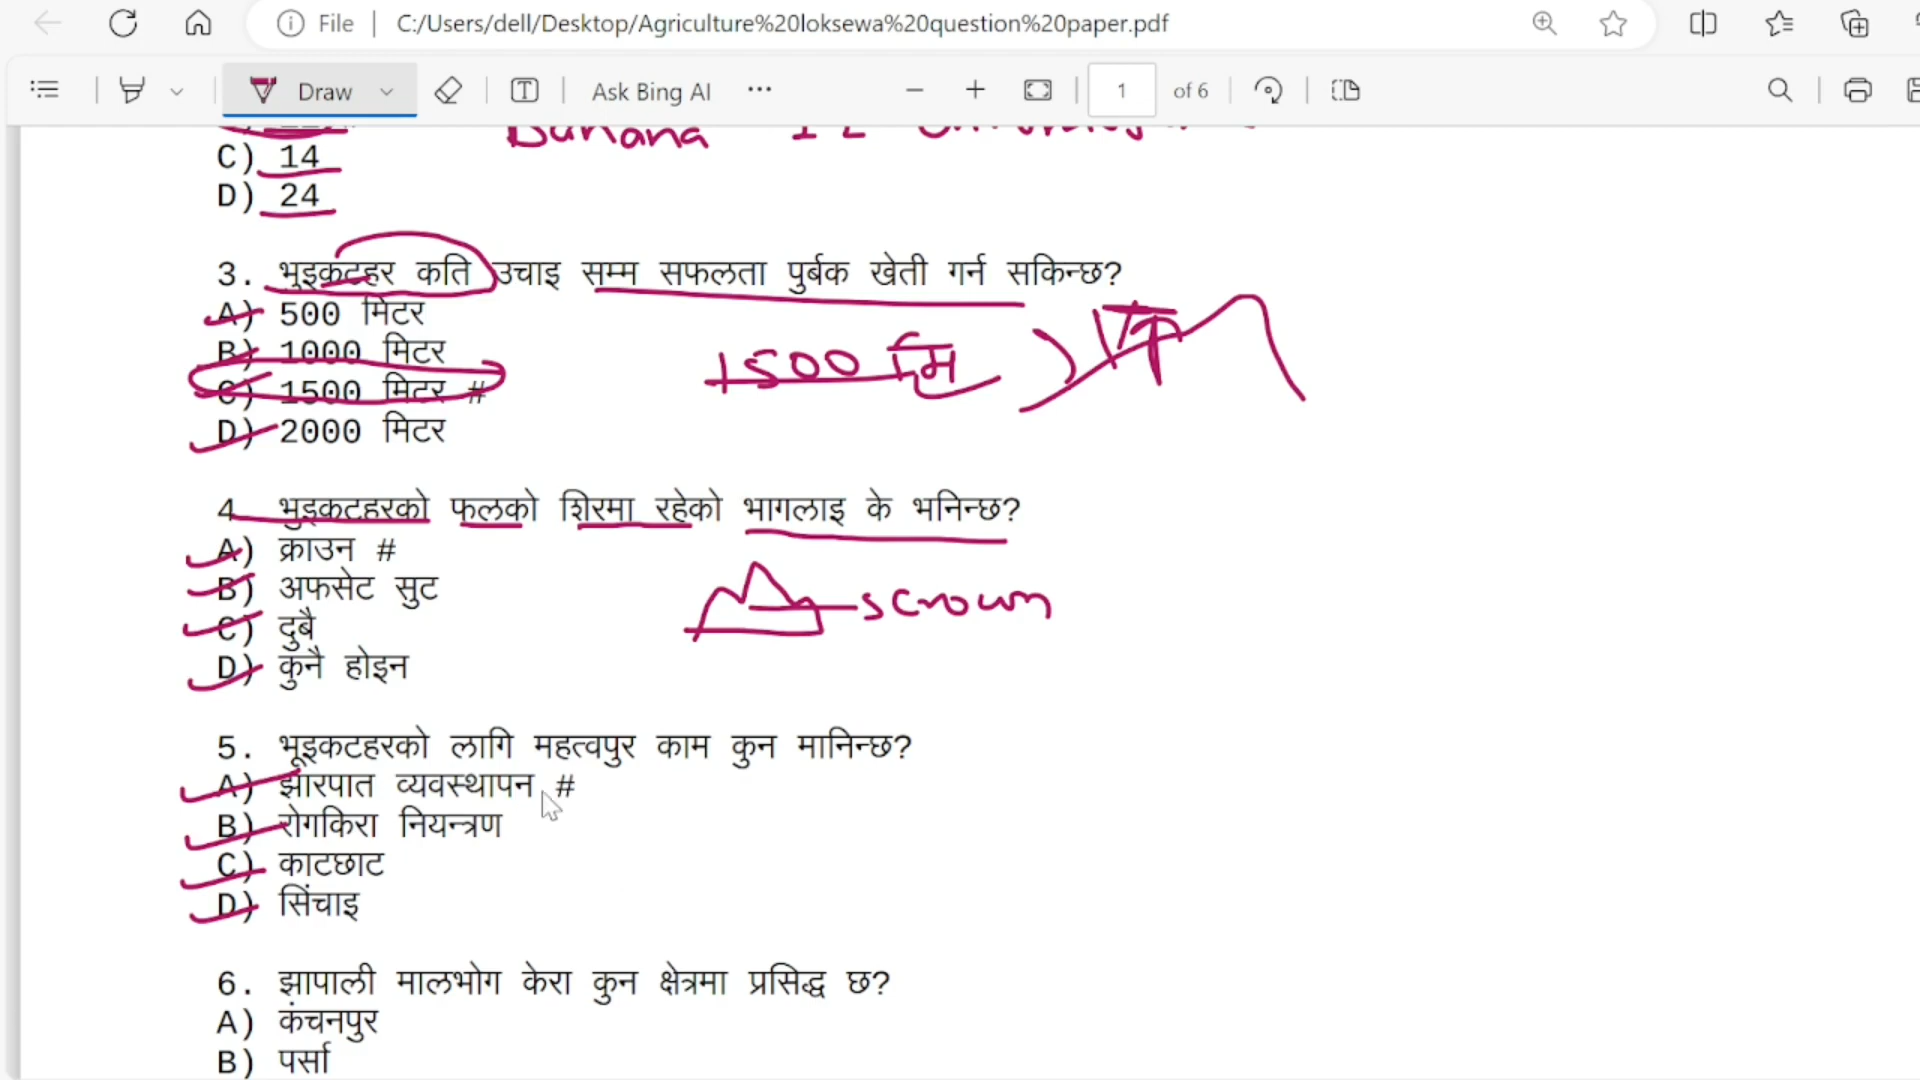 File | C:/Users/dell/Desktop/Agriculture%20loksewa%20question%20paper.pdf
Draw Ask Bing AI ... 1 of 6
Banana 12
C) 14
D) 24
3. भुइकटहर कति उचाइ सम्म सफलता पुर्बक खेती गर्न सकिन्छ?
A) 500 मिटर
B) 1000 मिटर
C) 1500 मिटर #
1500 मि
D) 2000 मिटर
4 भुइकटहरको फलको शिरमा रहेको भागलाइ के भनिन्छ?
A) क्राउन #
B) अफसेट सुट
scrown
C) दुबै
D) कुनै होइन
5. भूइकटहरको लागि महत्वपुर काम कुन मानिन्छ?
A) झारपात व्यवस्थापन #
B) रोगकिरा नियन्त्रण
C) काटछाट
D) सिंचाइ
6. झापाली मालभोग केरा कुन क्षेत्रमा प्रसिद्ध छ?
A) कंचनपुर
B) पर्सा